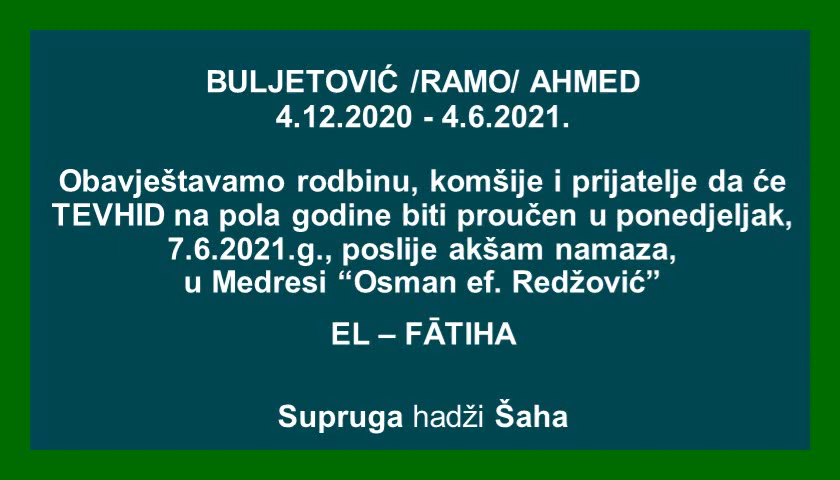 BULJETOVIĆ /RAMO/ AHMED
4.12.2020 - 4.6.2021.
Obavještavamo rodbinu, komšije i prijatelje da će
TEVHID na pola godine biti proučen u ponedjeljak,
7.6.2021.g., poslije akšam namaza,
u Medresi “Osman ef. Redžović”
EL – FĀTIHA
Supruga hadži Šaha